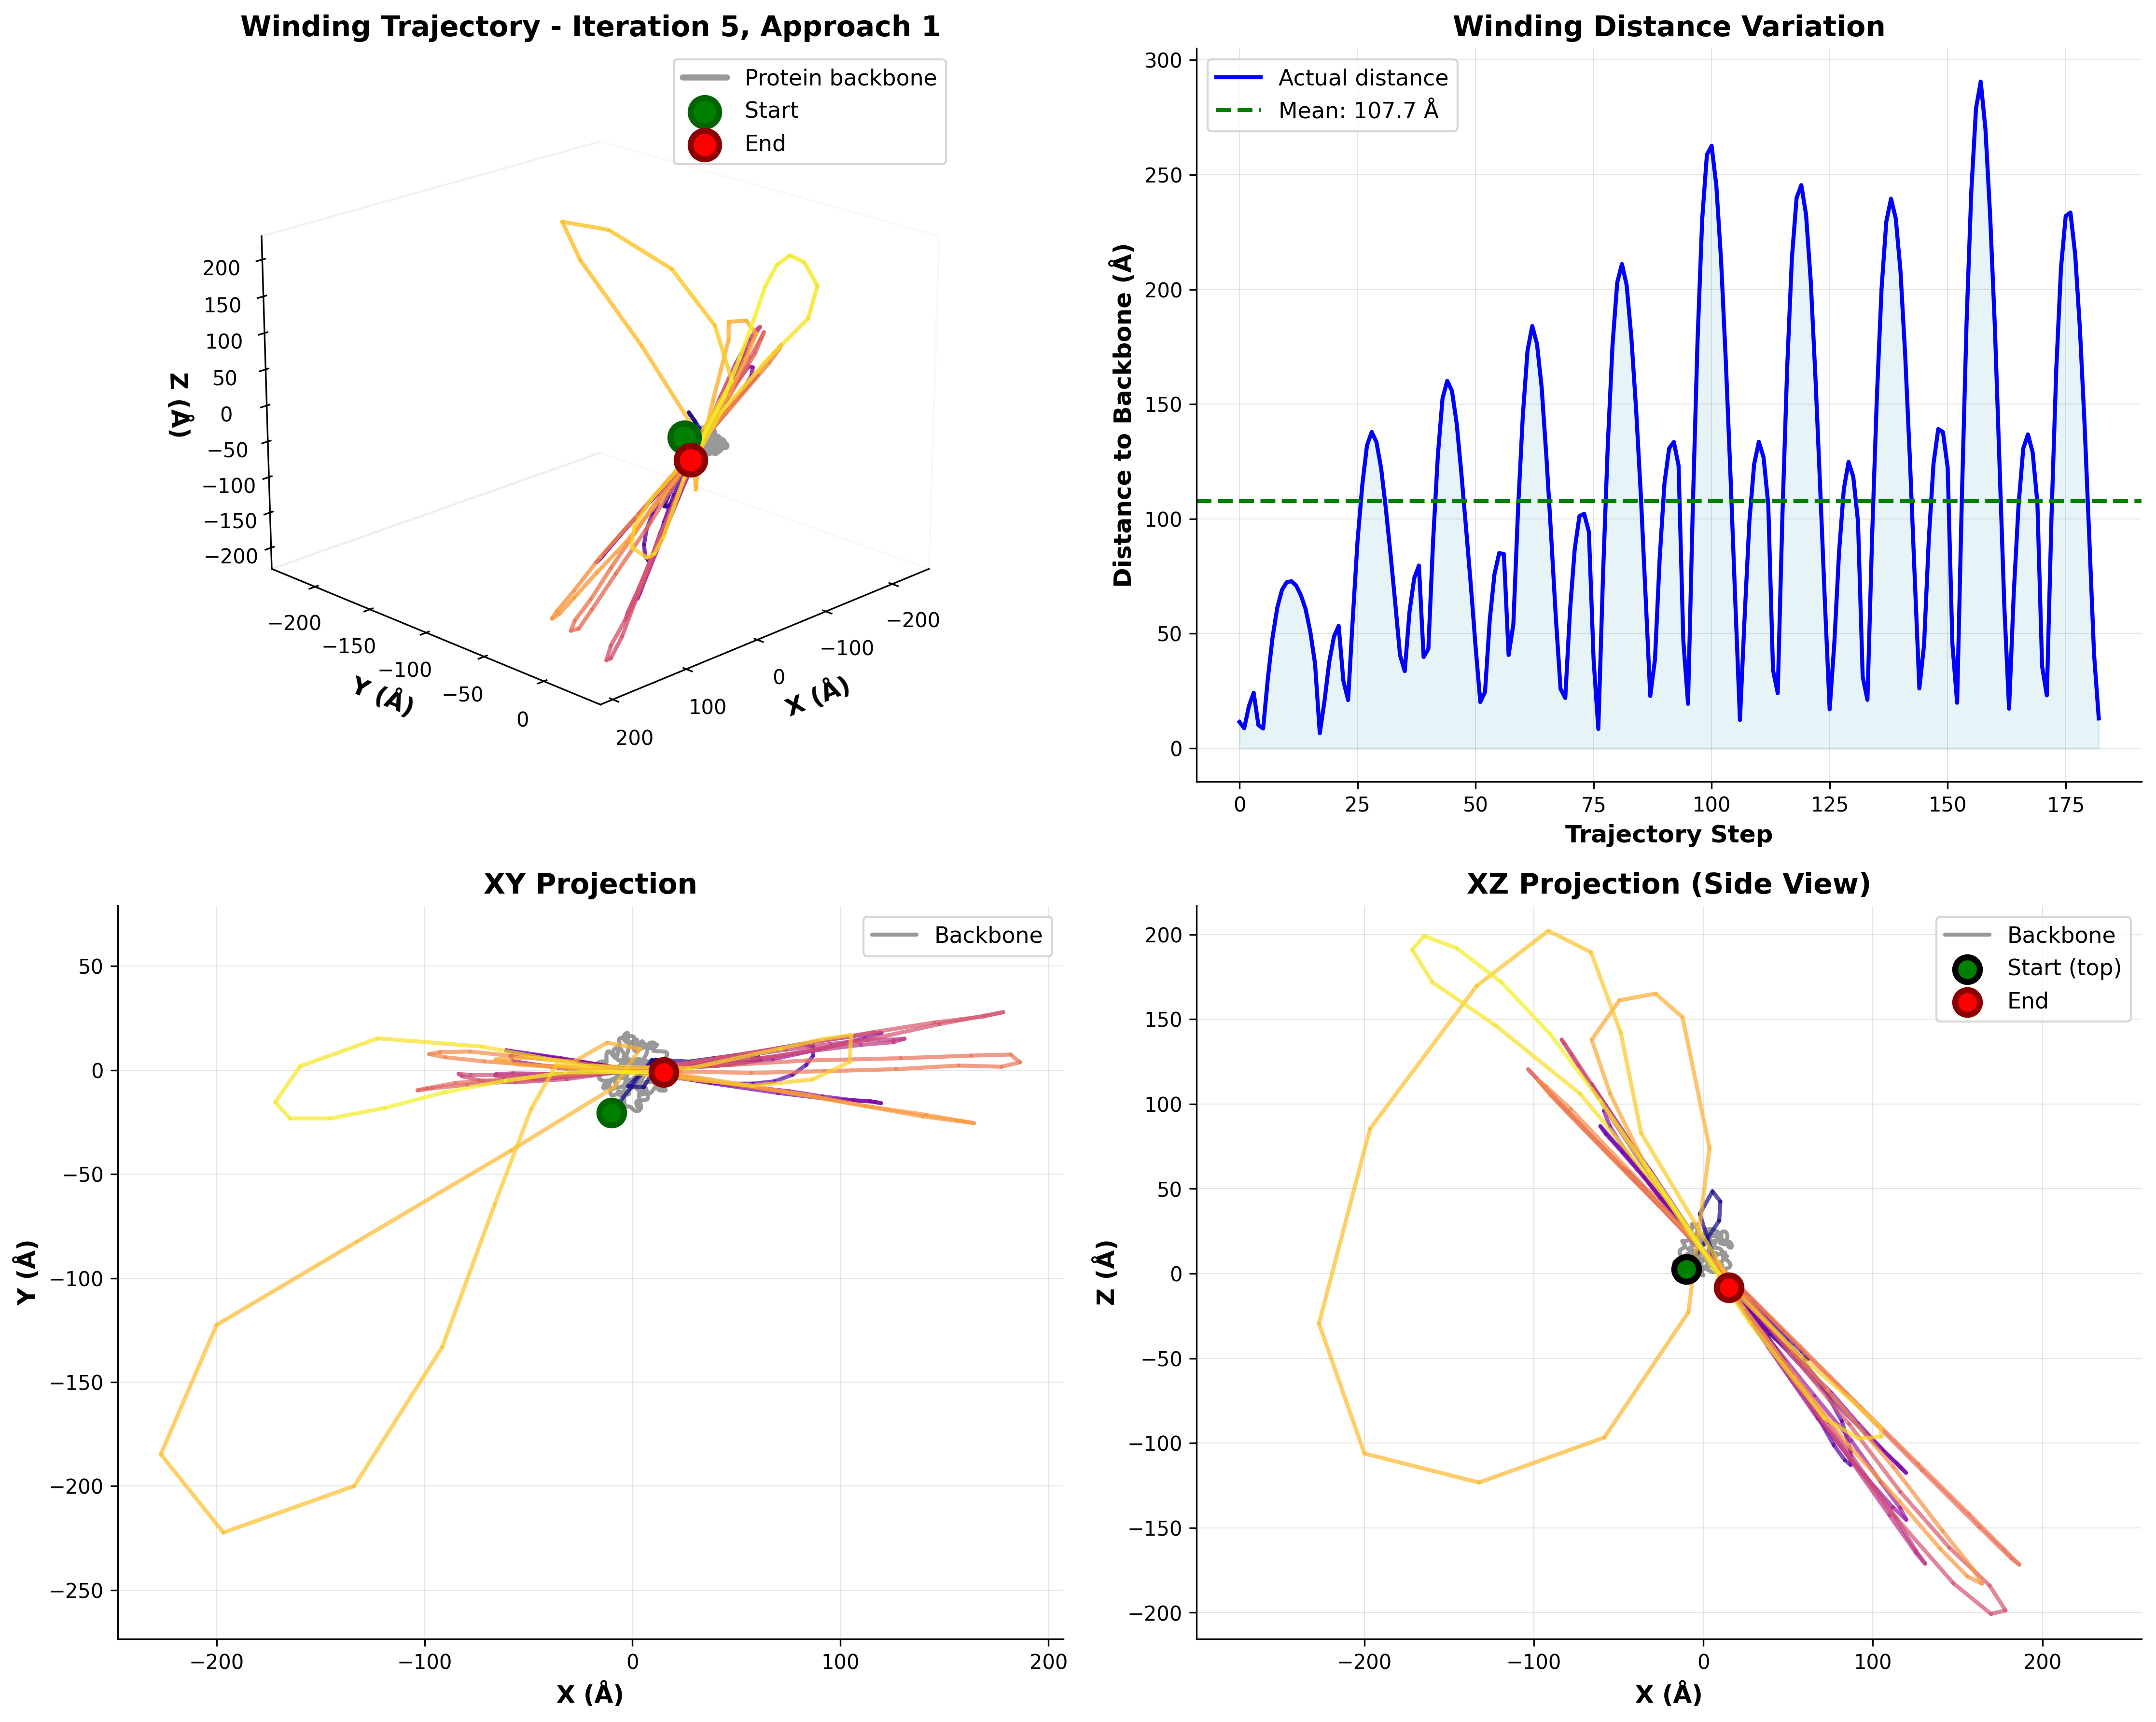 Winding Trajectory - Iteration 5, Approach 1
Protein backbone
Start
End
200
150
100
50
0
−50
−100
−150
−200
Z (Å)
−200
−150
−100
−50
0
Y (Å)
200
100
0
−100
−200
X (Å)
Winding Distance Variation
Actual distance
Mean: 107.7 Å
300
250
200
150
100
50
0
Distance to Backbone (Å)
0
25
50
75
100
125
150
175
Trajectory Step
XY Projection
Backbone
50
0
−50
−100
−150
−200
−250
Y (Å)
−200
−100
0
100
200
X (Å)
XZ Projection (Side View)
Backbone
Start (top)
End
200
150
100
50
0
−50
−100
−150
−200
Z (Å)
−200
−100
0
100
200
X (Å)